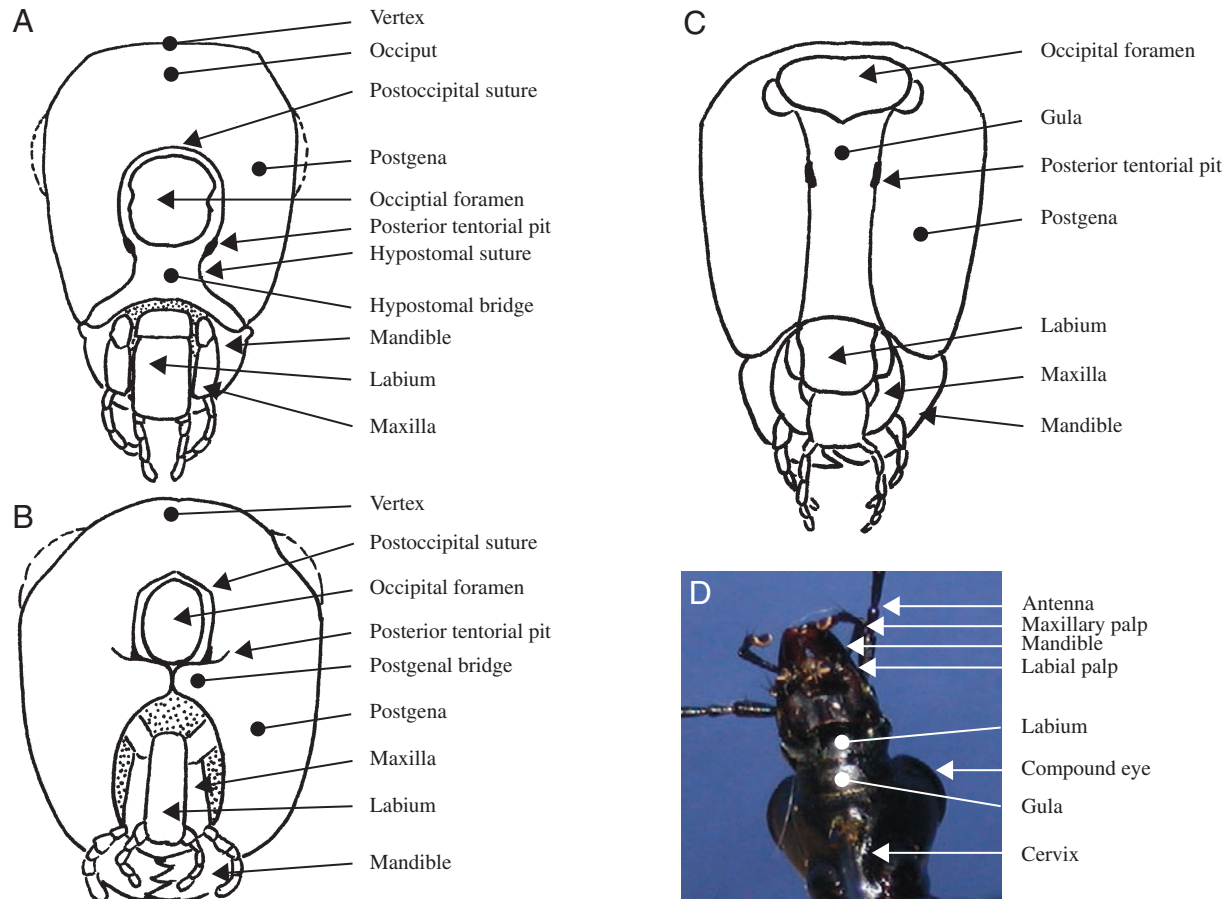 A
Vertex
Occiput
Postoccipital suture
Postgena
Occiptial foramen
Posterior tentorial pit
Hypostomal suture
Hypostomal bridge
Mandible
Labium
Maxilla
B
Vertex
Postoccipital suture
Occipital foramen
Posterior tentorial pit
Postgenal bridge
Postgena
Maxilla
Labium
Mandible
C
Occipital foramen
Gula
Posterior tentorial pit
Postgena
Labium
Maxilla
Mandible
D
Antenna
Maxillary palp
Mandible
Labial palp
Labium
Compound eye
Gula
Cervix